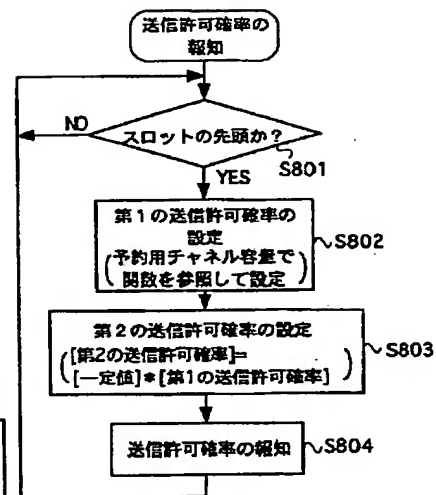 送信許可確率の
報知
NO
スロットの先頭か？
S801
YES
第1の送信許可確率の
設定
(予約用チャネル容量で
関数を参照して設定)
S802
第2の送信許可確率の設定
([第2の送信許可確率]=
[一定値]*[第1の送信許可確率])
S803
送信許可確率の報知
S804